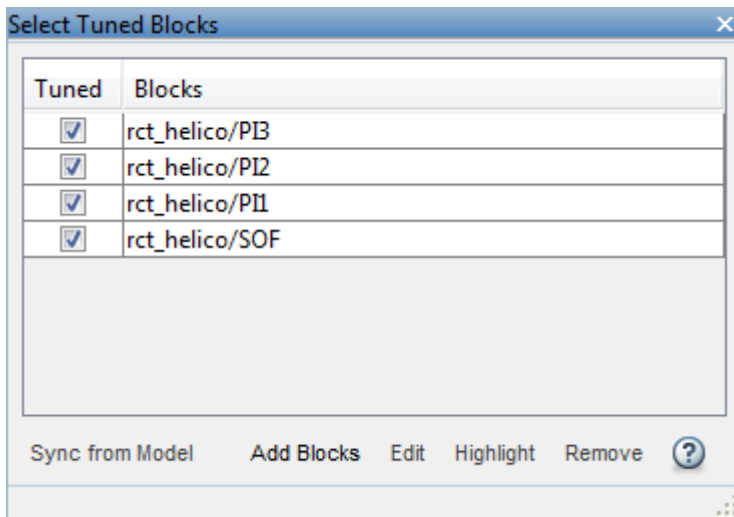 Select Tuned Blocks
Tuned Blocks
rct_helico/PI3
rct_helico/PI2
rct_helico/PI1
rct_helico/SOF
Sync from Model Add Blocks Edit Highlight Remove ?